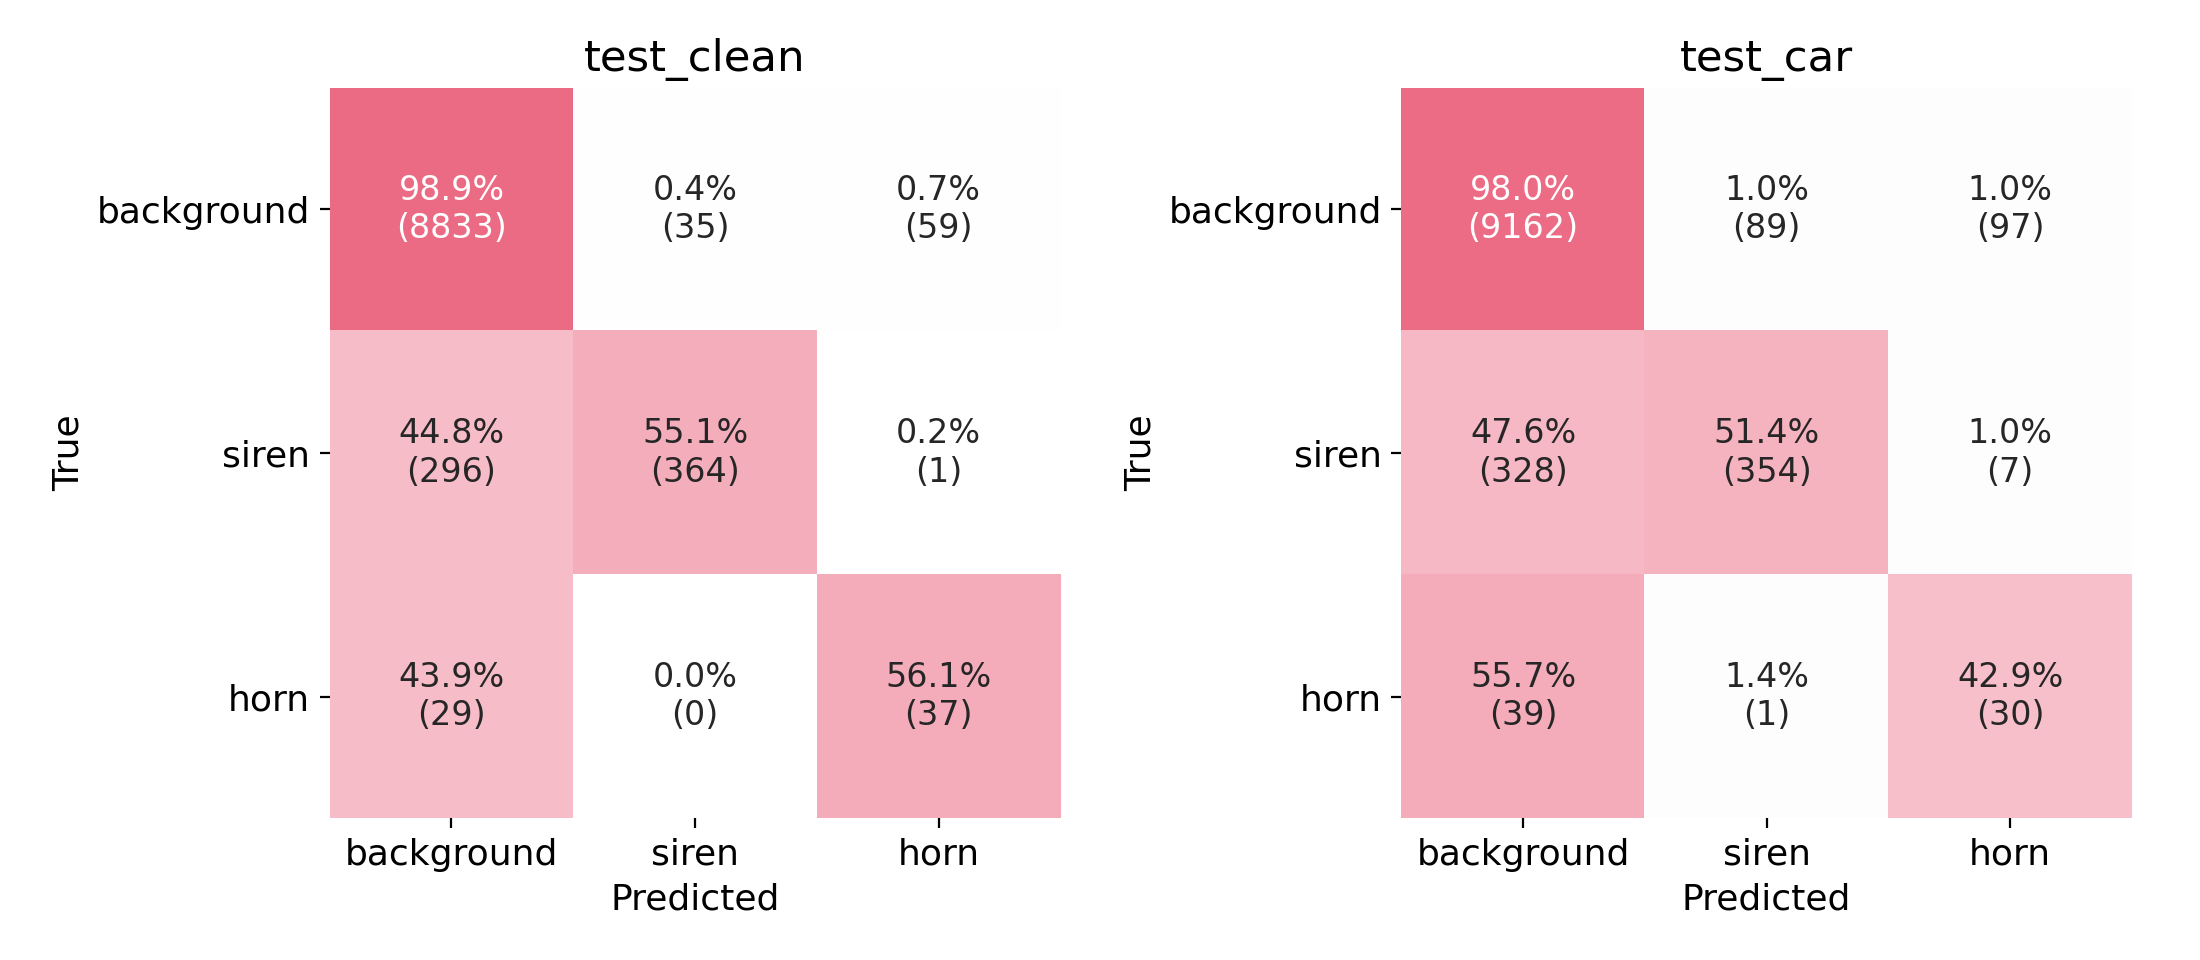 test_clean
background
98.9%
(8833)
0.4%
(35)
0.7%
(59)
siren
44.8%
(296)
55.1%
(364)
0.2%
(1)
horn
43.9%
(29)
0.0%
(0)
56.1%
(37)
True
background
siren
horn
Predicted
test_car
background
98.0%
(9162)
1.0%
(89)
1.0%
(97)
siren
47.6%
(328)
51.4%
(354)
1.0%
(7)
horn
55.7%
(39)
1.4%
(1)
42.9%
(30)
True
background
siren
horn
Predicted